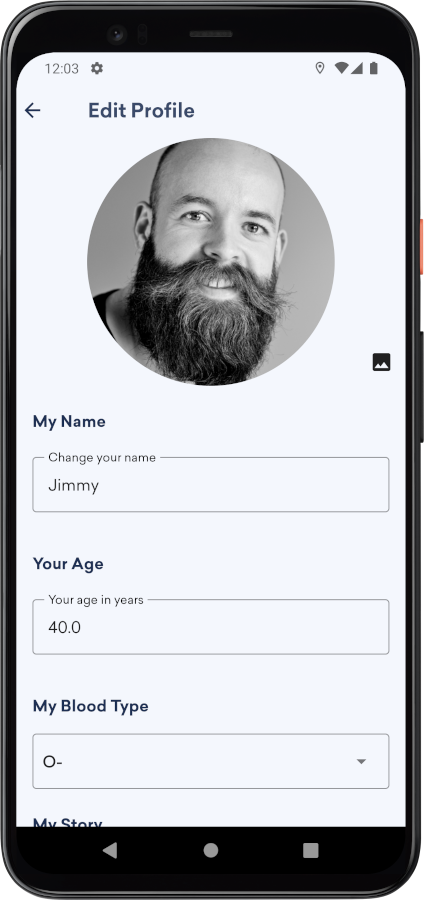 12:03
Edit Profile
My Name
Change your name
Jimmy
Your Age
Your age in years
40.0
My Blood Type
O-
My Story